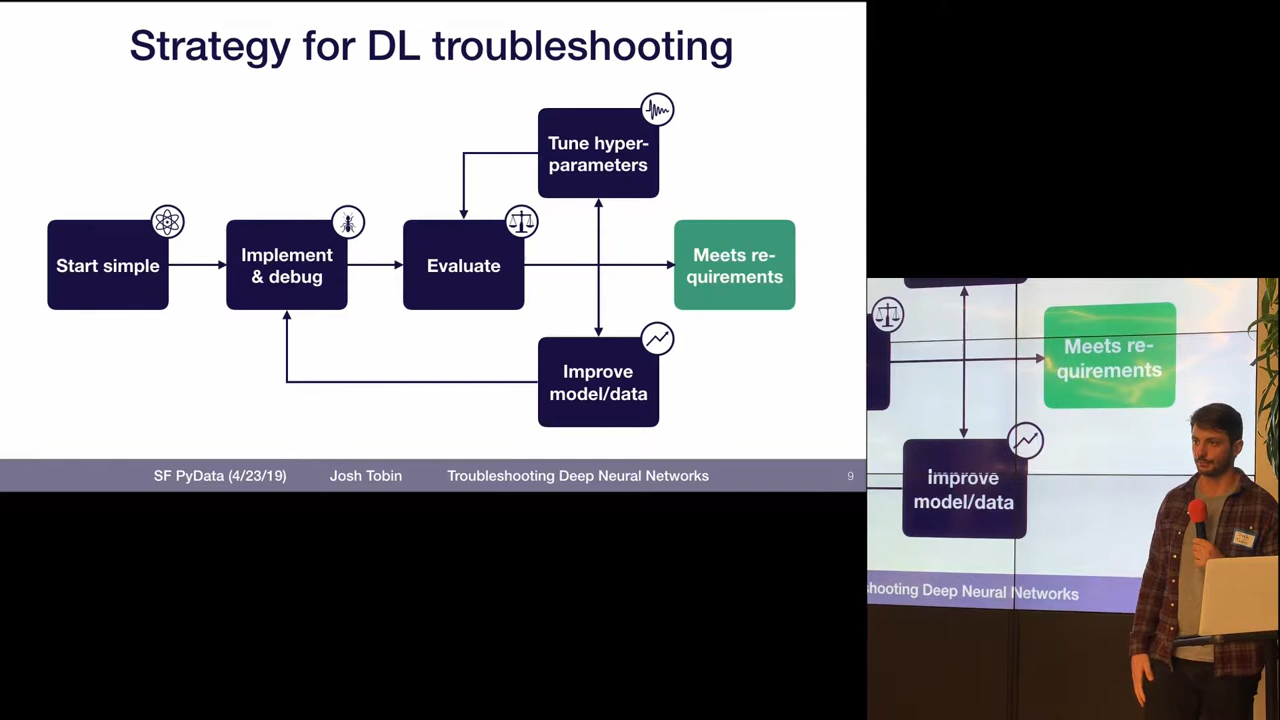 Strategy for DL troubleshooting
Tune hyper-
parameters
Start simple
Implement
& debug
Evaluate
Meets re-
quirements
Improve
model/data
SF PyData (4/23/19) Josh Tobin Troubleshooting Deep Neural Networks 9
Meets re-
quirements
Improve
model/data
shooting Deep Neural Networks